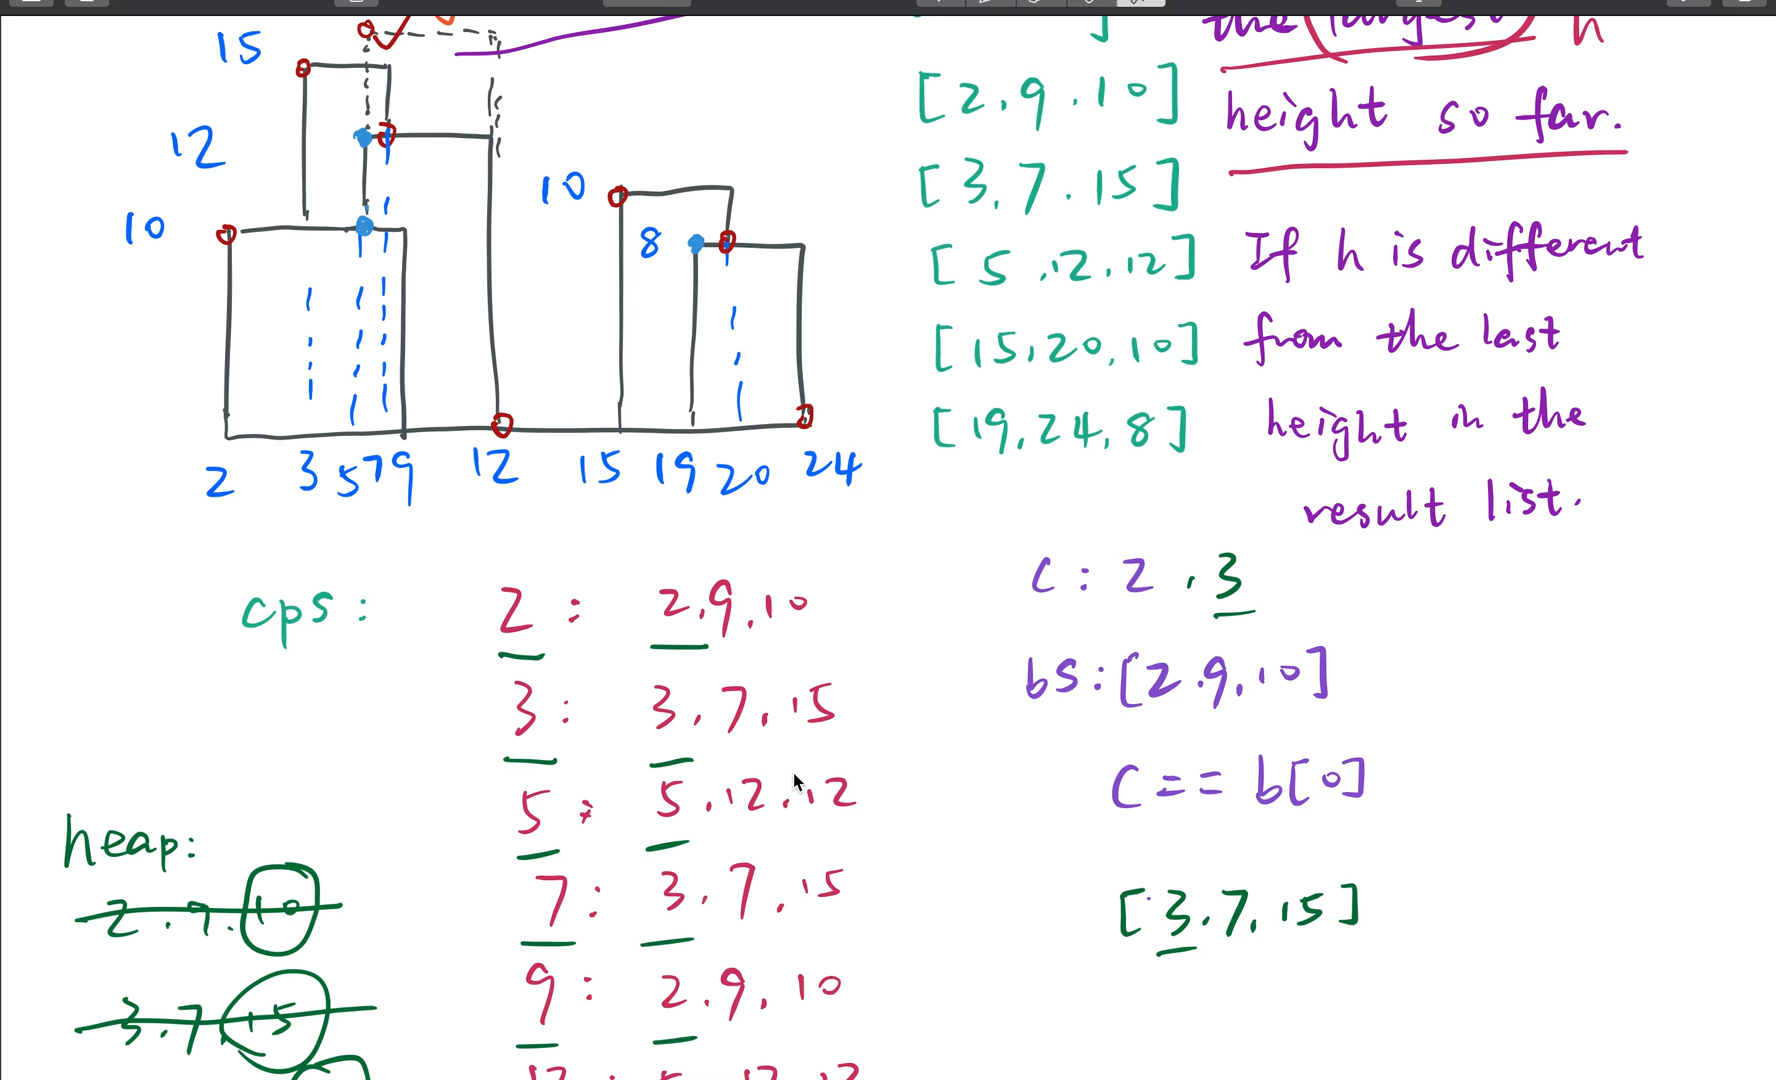 15
12
10
10
8
2 3 5 7 9 12 15 19 20 24
the largest h
height so far.
[2,9,10]
[3,7,15]
[5,12,12]
[15,20,10]
[19,24,8]
If h is different
from the last
height in the
result list.
cps:
2: 2,9,10
3: 3,7,15
5: 5,12,12
7: 3,7,15
9: 2,9,10
heap:
2,9,10
3,7,15
c: 2, 3
bs:[2,9,10]
c == b[0]
[3,7,15]